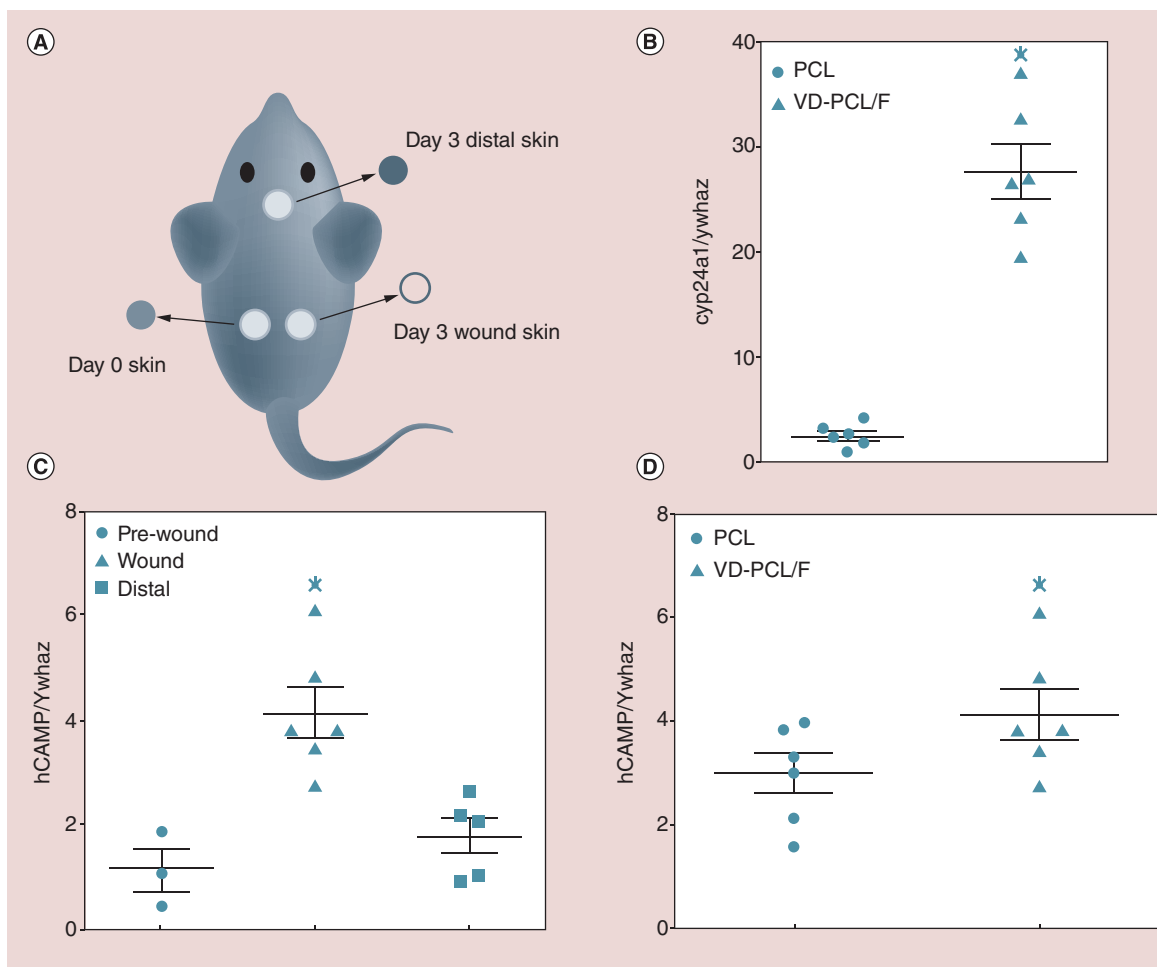 A
Day 3 distal skin
Day 3 wound skin
Day 0 skin
B
40
30
20
10
0
cyp24a1/ywhaz
PCL
VD-PCL/F
C
8
6
4
2
0
hCAMP/Ywhaz
Pre-wound
Wound
Distal
D
8
6
4
2
0
hCAMP/Ywhaz
PCL
VD-PCL/F